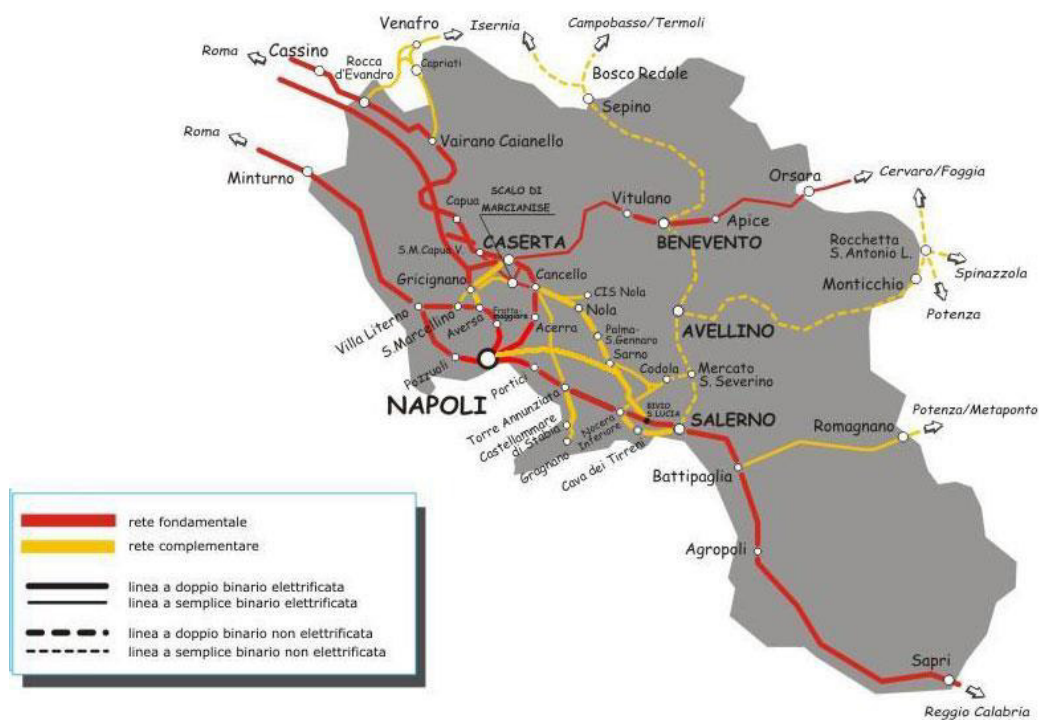 Venafro
Isernia
Campobasso/Termoli
Roma
Cassino
Rocca
d'Evandro
Capriati
Bosco Redole
Sepino
Roma
Minturno
Vairano Caianello
SCALO DI
MARCIANISE
Capua
Vitulano
Orsara
Cervaro/Foggia
S.M.Capua V.
CASERTA
BENEVENTO
Apice
Rocchetta
S. Antonio L.
Spinazzola
Gricignano
Cancello
CIS Nola
Monticchio
Potenza
Villa Literno
S.Marcellino
Aversa
Fratta-
maggiore
Acerra
Nola
AVELLINO
Palma-
S.Gennaro
Sarno
Pozzuoli
Portici
Codola
Mercato
S. Severino
NAPOLI
Torre Annunziata
Castellammare
di Stabia
Gragnano
Nocera
Inferiore
Cava dei Tirreni
BIVIO
S.LUCIA
SALERNO
Romagnano
Potenza/Metaponto
Battipaglia
Agropoli
Sapri
Reggio Calabria
rete fondamentale
rete complementare
linea a doppio binario elettrificata
linea a semplice binario elettrificata
linea a doppio binario non elettrificata
linea a semplice binario non elettrificata